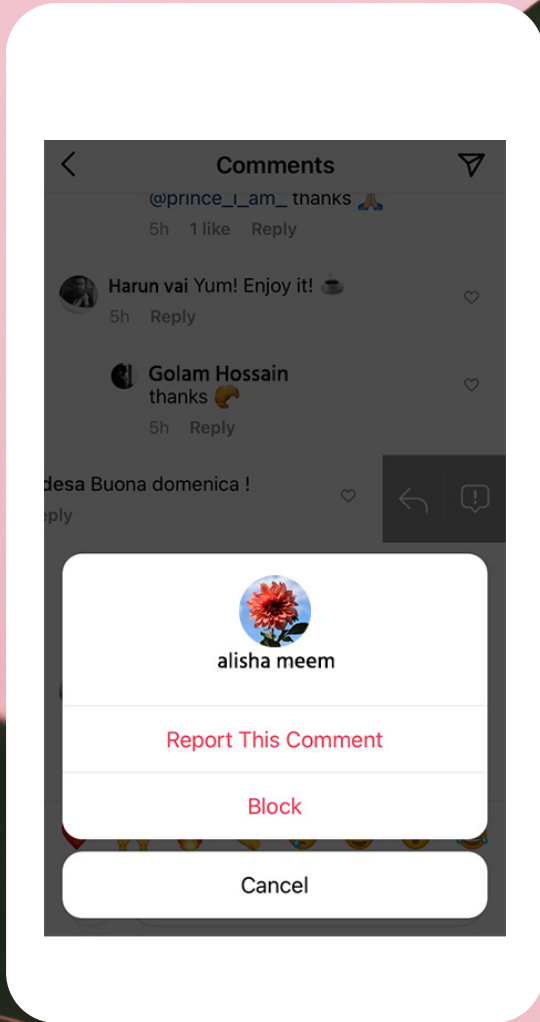 Comments
@prince_i_am_ thanks 🙏
5h 1 like Reply
Harun vai Yum! Enjoy it! ☕
5h Reply
Golam Hossain
thanks 🥐
5h Reply
desa Buona domenica !
eply
alisha meem
Report This Comment
Block
Cancel